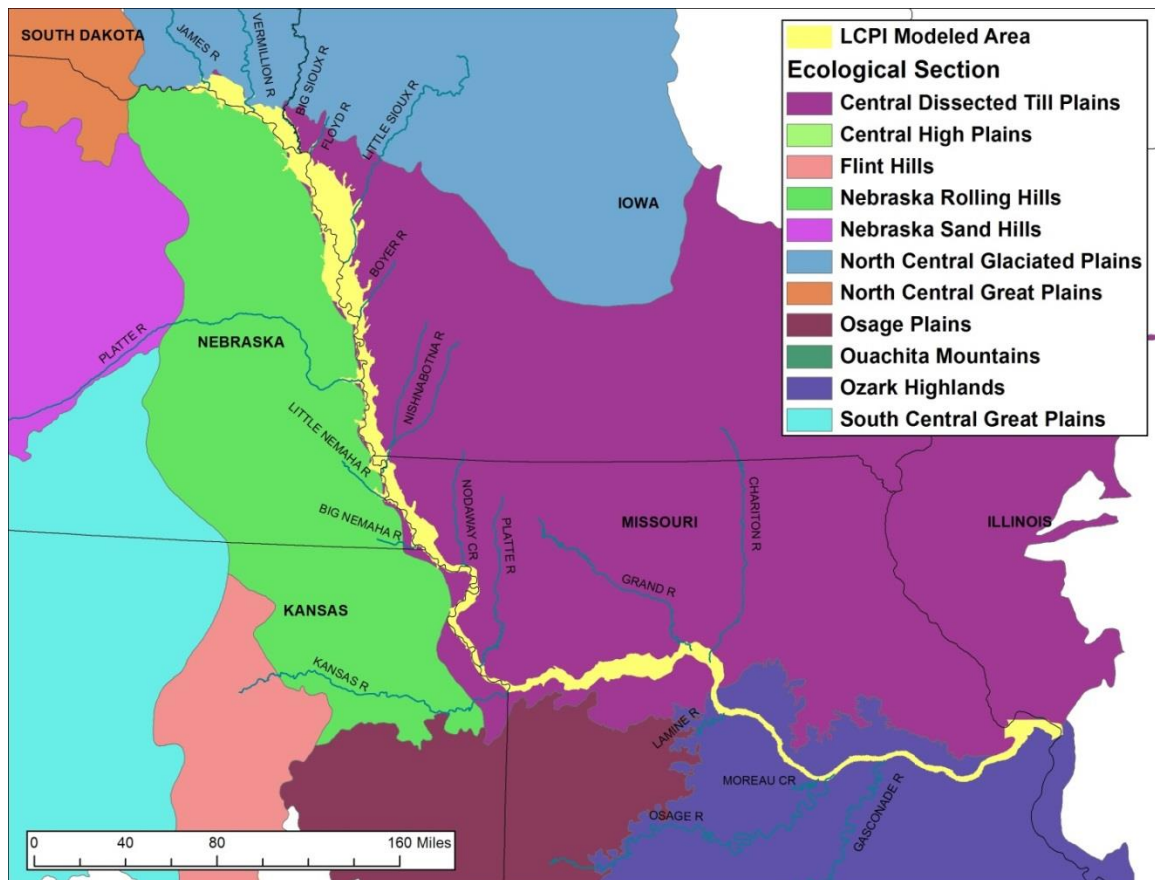 SOUTH DAKOTA
JAMES R
VERMILLION R
BIG SIOUX R
FLOYD R
LITTLE SIOUX R
IOWA
BOYER R
PLATTE R
NEBRASKA
NISHNABOTNA R
LITTLE NEMAHA R
BIG NEMAHA R
NODAWAY CR
PLATTE R
MISSOURI
CHARITON R
ILLINOIS
GRAND R
KANSAS
KANSAS R
LAMINE R
MOREAU CR
OSAGE R
GASCONADE R
LCPI Modeled Area
Ecological Section
Central Dissected Till Plains
Central High Plains
Flint Hills
Nebraska Rolling Hills
Nebraska Sand Hills
North Central Glaciated Plains
North Central Great Plains
Osage Plains
Ouachita Mountains
Ozark Highlands
South Central Great Plains
0 40 80 160 Miles